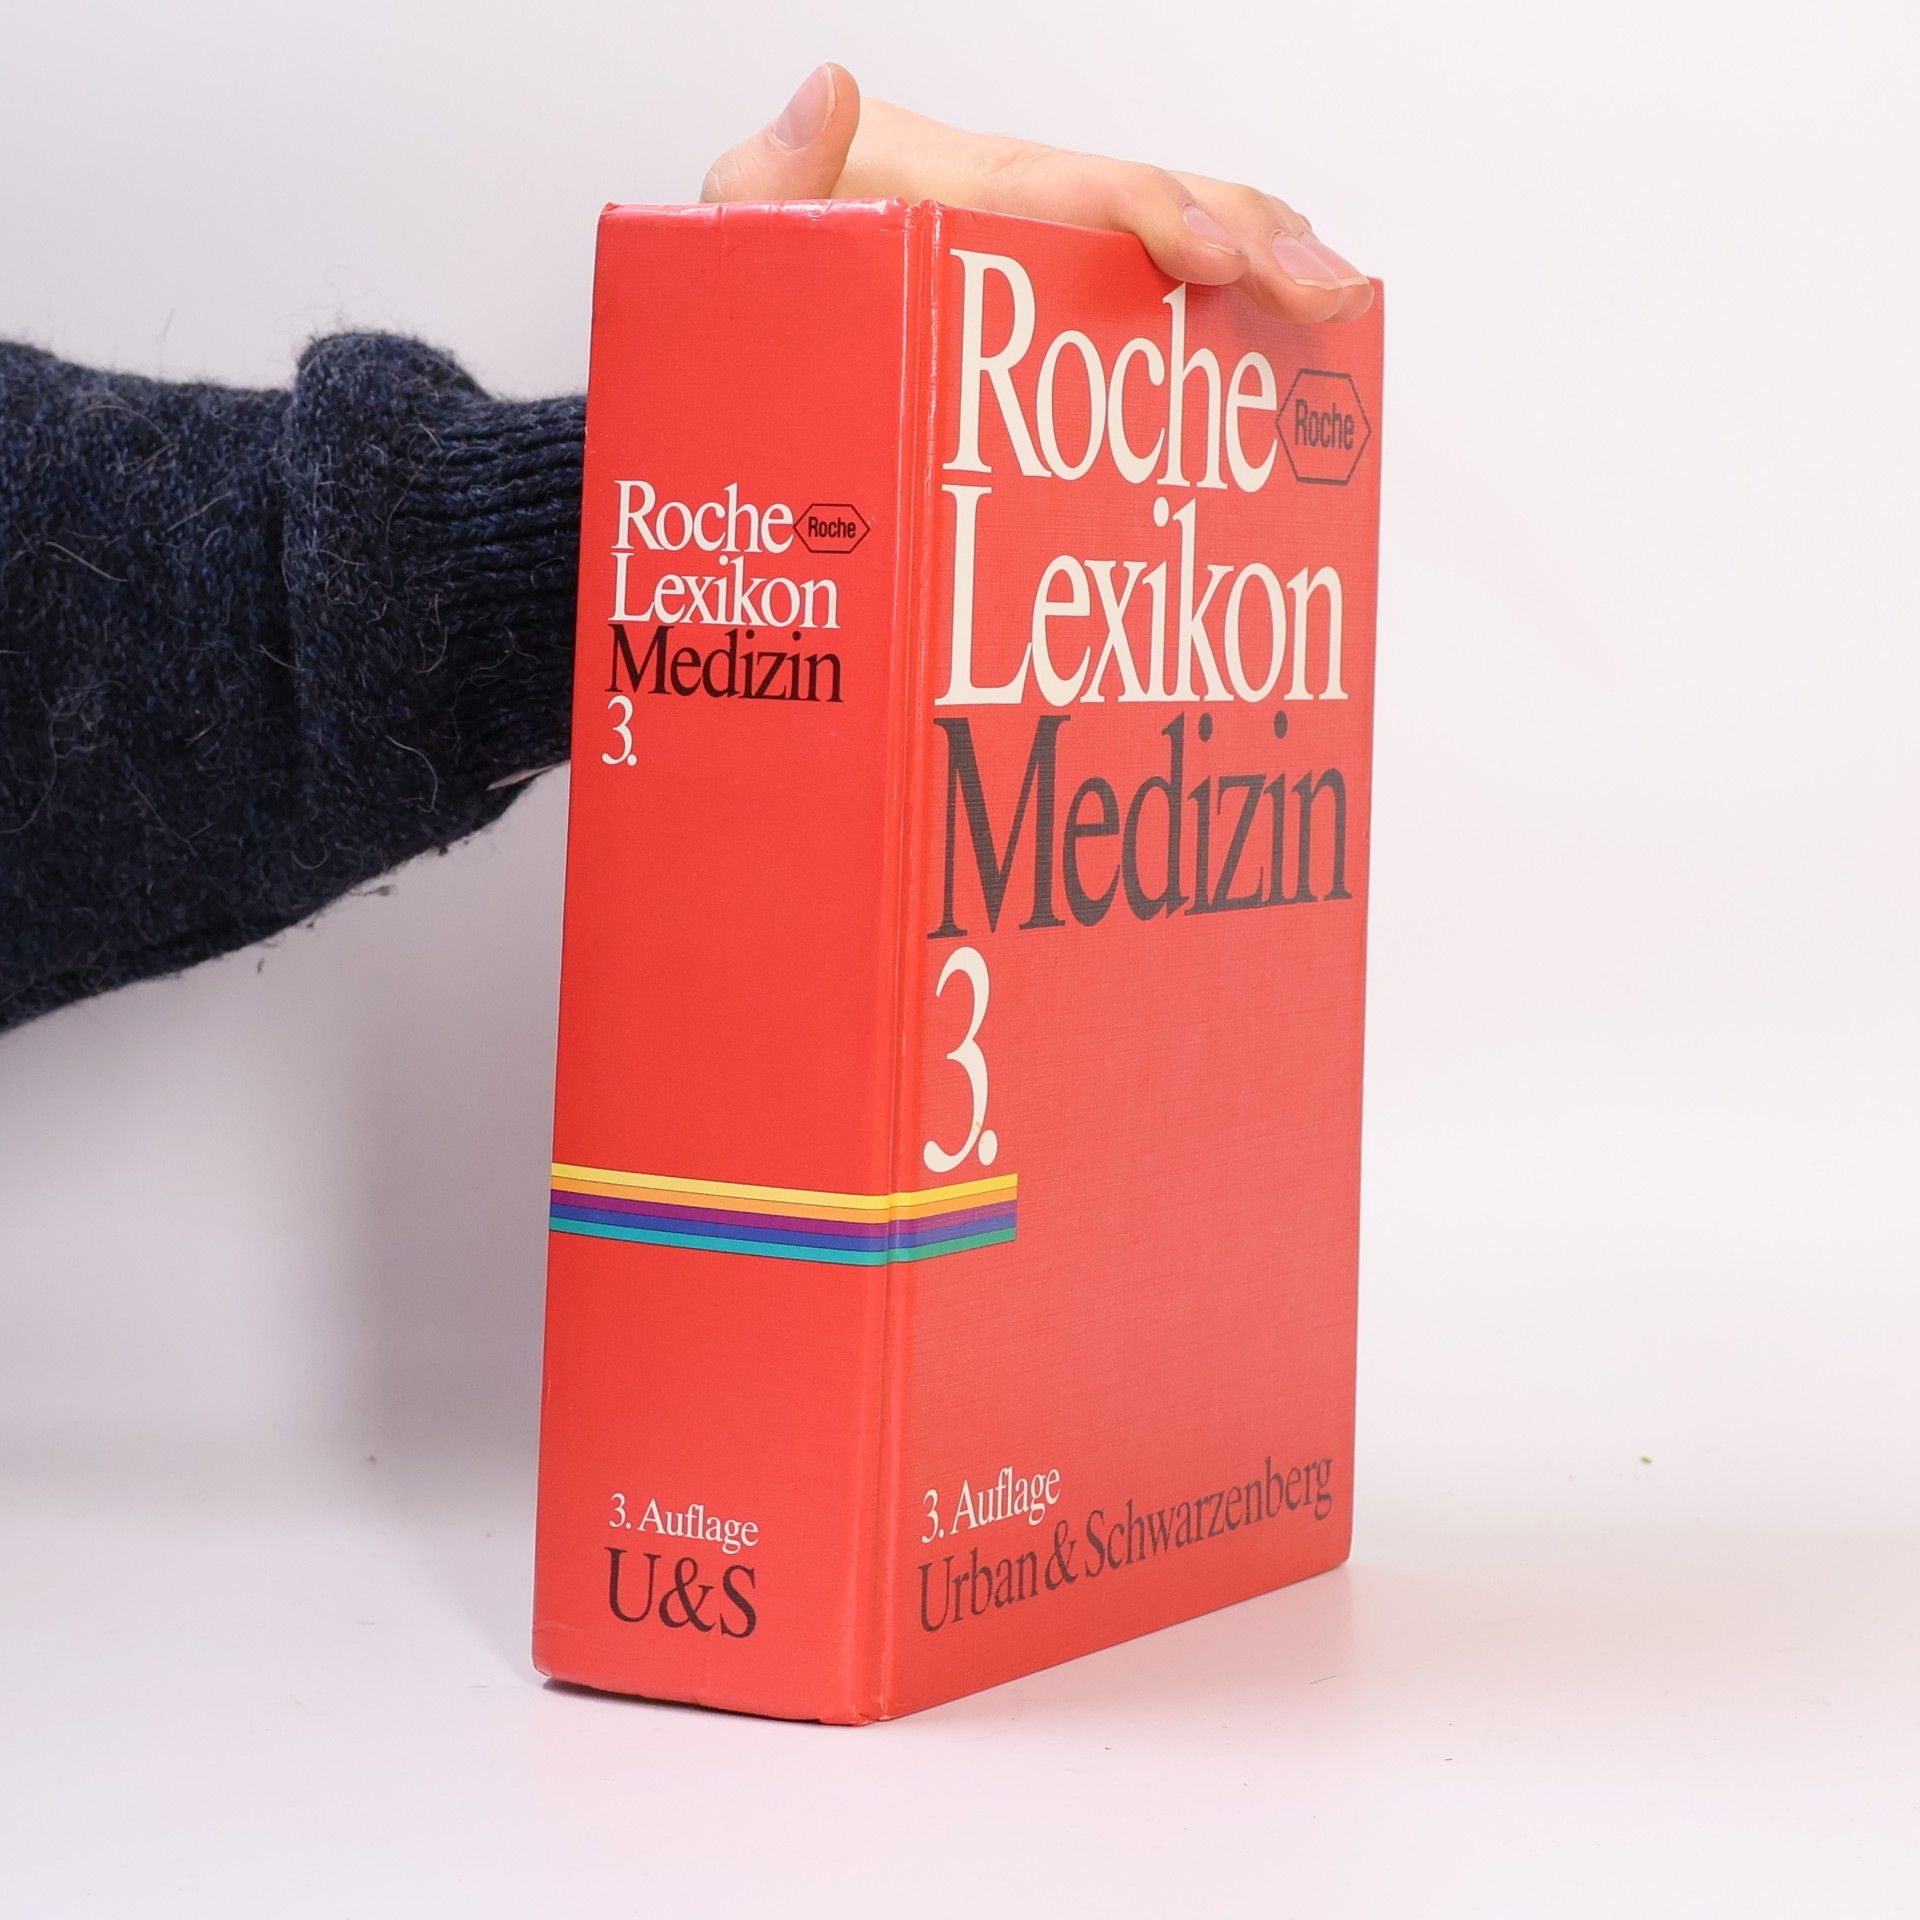 Roche Roche
Lexikon
Medizin
3.
3. Auflage
U&S
Roche Roche
Lexikon
Medizin
3.
3. Auflage
Urban & Schwarzenberg